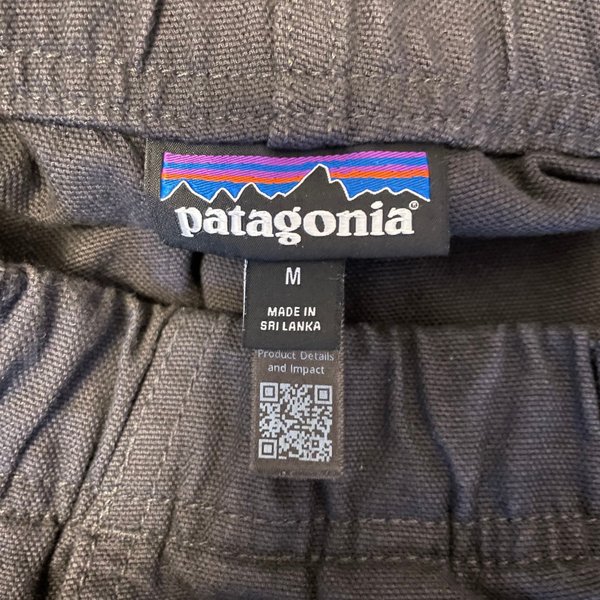 patagonia®
M
MADE IN
SRI LANKA
Product Details
and Impact